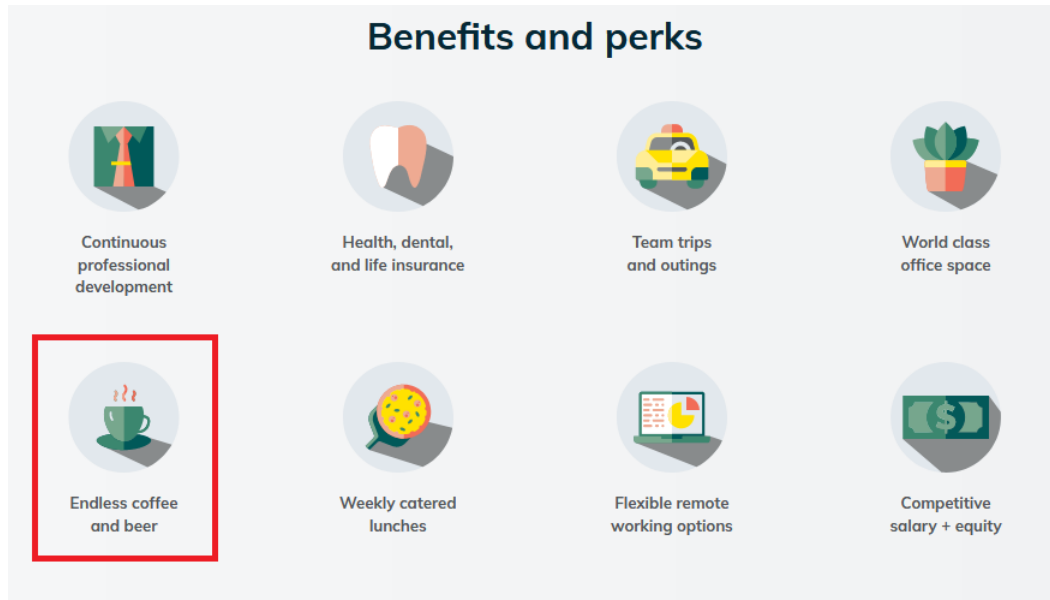 Benefits and perks
Continuous
professional
development
Health, dental,
and life insurance
Team trips
and outings
World class
office space
Endless coffee
and beer
Weekly catered
lunches
Flexible remote
working options
$
Competitive
salary + equity